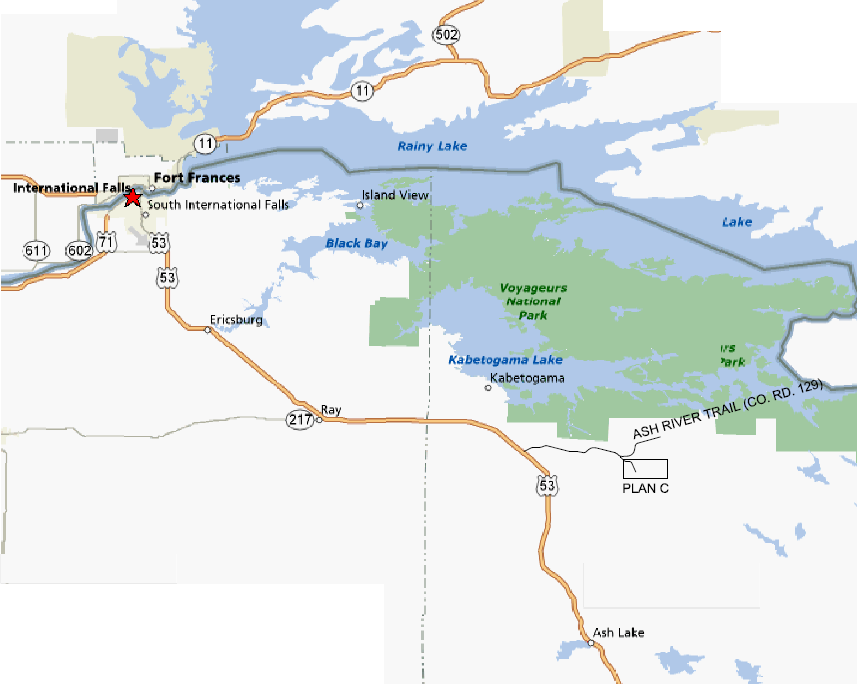 502
11
11
Rainy Lake
Fort Frances
International Falls
Island View
South International Falls
Lake
611
602
71
53
Black Bay
53
Voyageurs
National
Park
Ericsburg
Kabetogama Lake
Park
Kabetogama
ASH RIVER TRAIL (CO. RD. 129)
217
Ray
53
PLAN C
Ash Lake